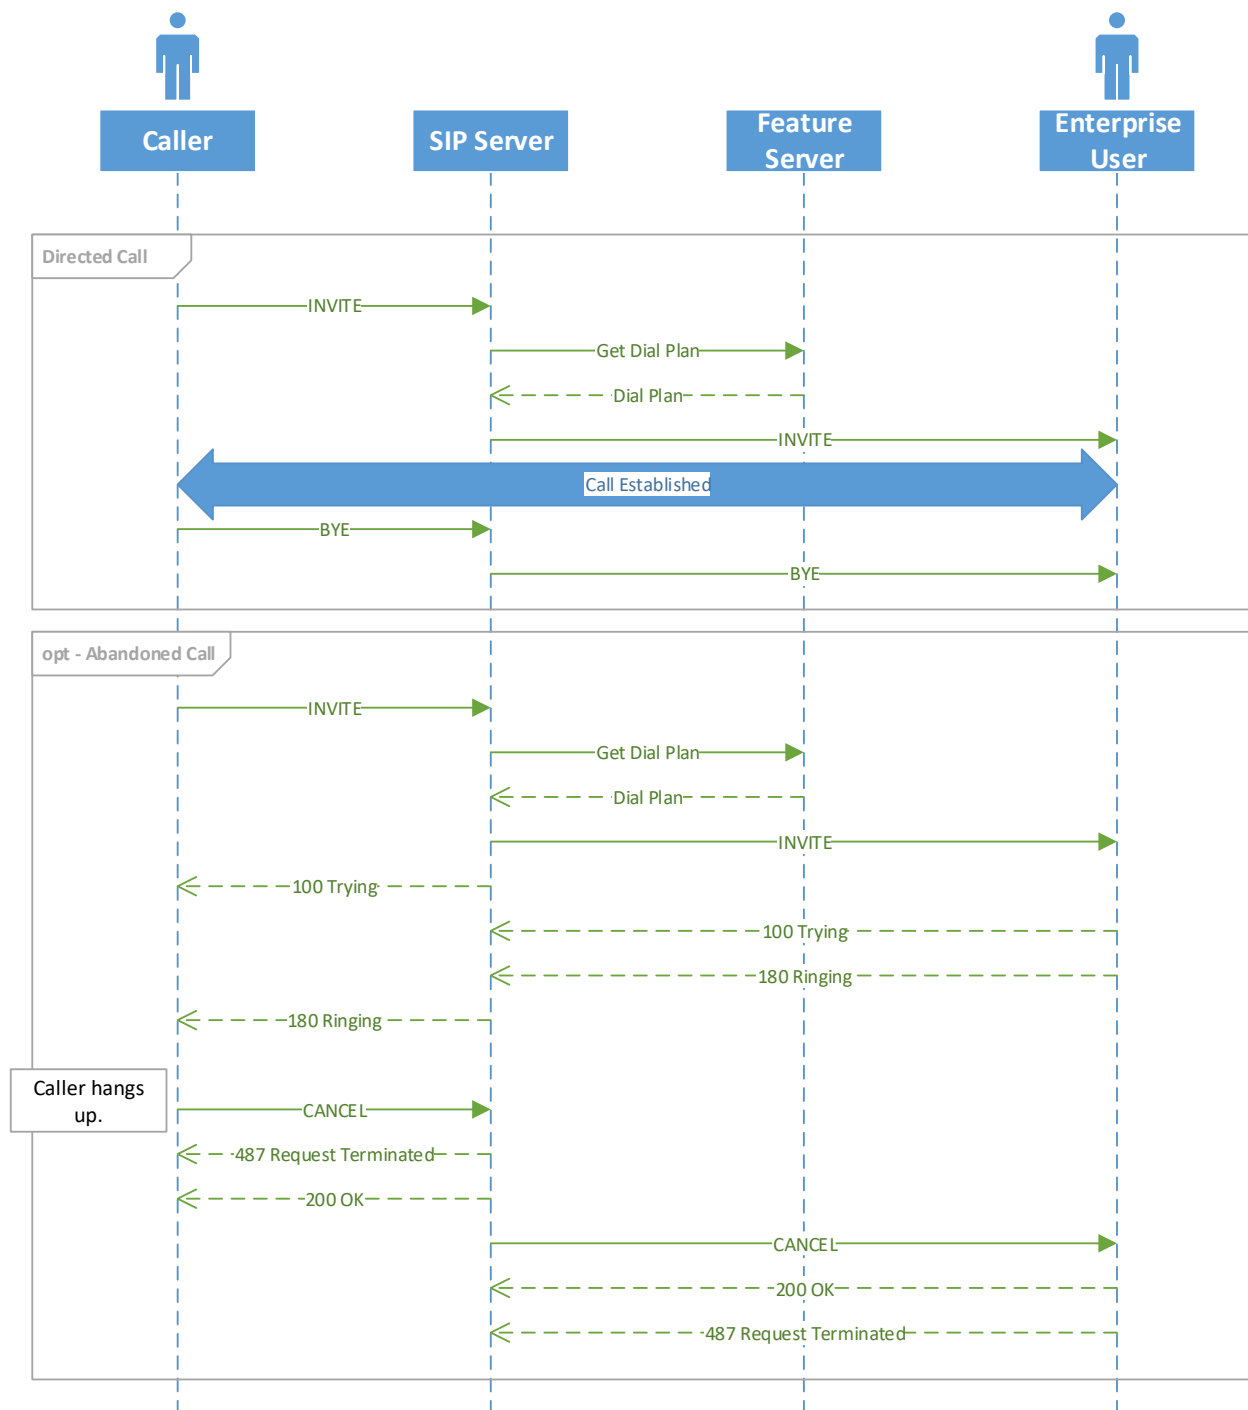 Caller
SIP Server
Feature
Server
Enterprise
User
Directed Call
INVITE
Get Dial Plan
Dial Plan
INVITE
Call Established
BYE
BYE
opt - Abandoned Call
INVITE
Get Dial Plan
Dial Plan
INVITE
100 Trying
100 Trying
180 Ringing
180 Ringing
Caller hangs
up.
CANCEL
487 Request Terminated
200 OK
CANCEL
200 OK
487 Request Terminated